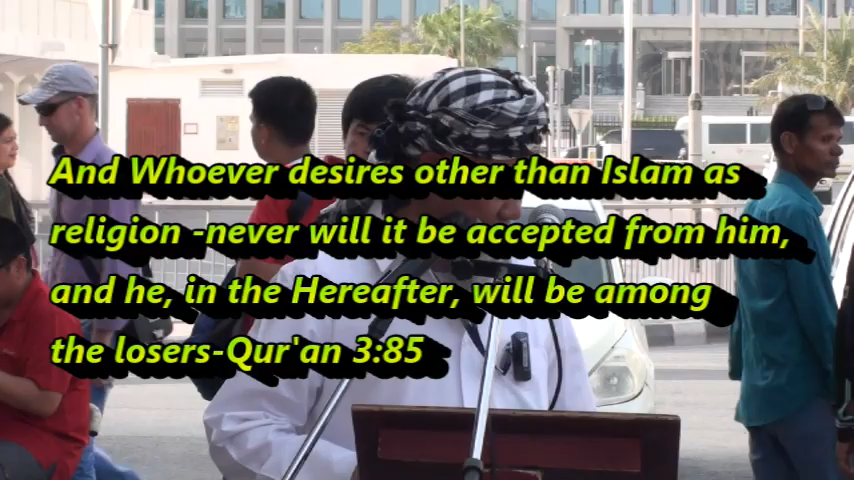 And Whoever desires other than Islam as
religion -never will it be accepted from him,
and he, in the Hereafter, will be among
the losers-Qur'an 3:85